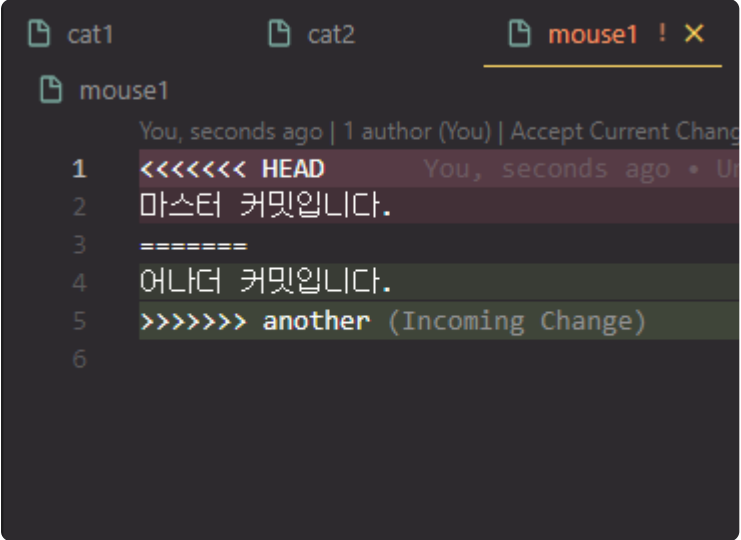 cat1 cat2 mouse1 ! ×
mouse1
You, seconds ago | 1 author (You) | Accept Current
1 <<<<<<< HEAD You, seconds ago •
2 마스터 커밋입니다.
3 =======
4 어나더 커밋입니다.
5 >>>>>>> another (Incoming Change)
6